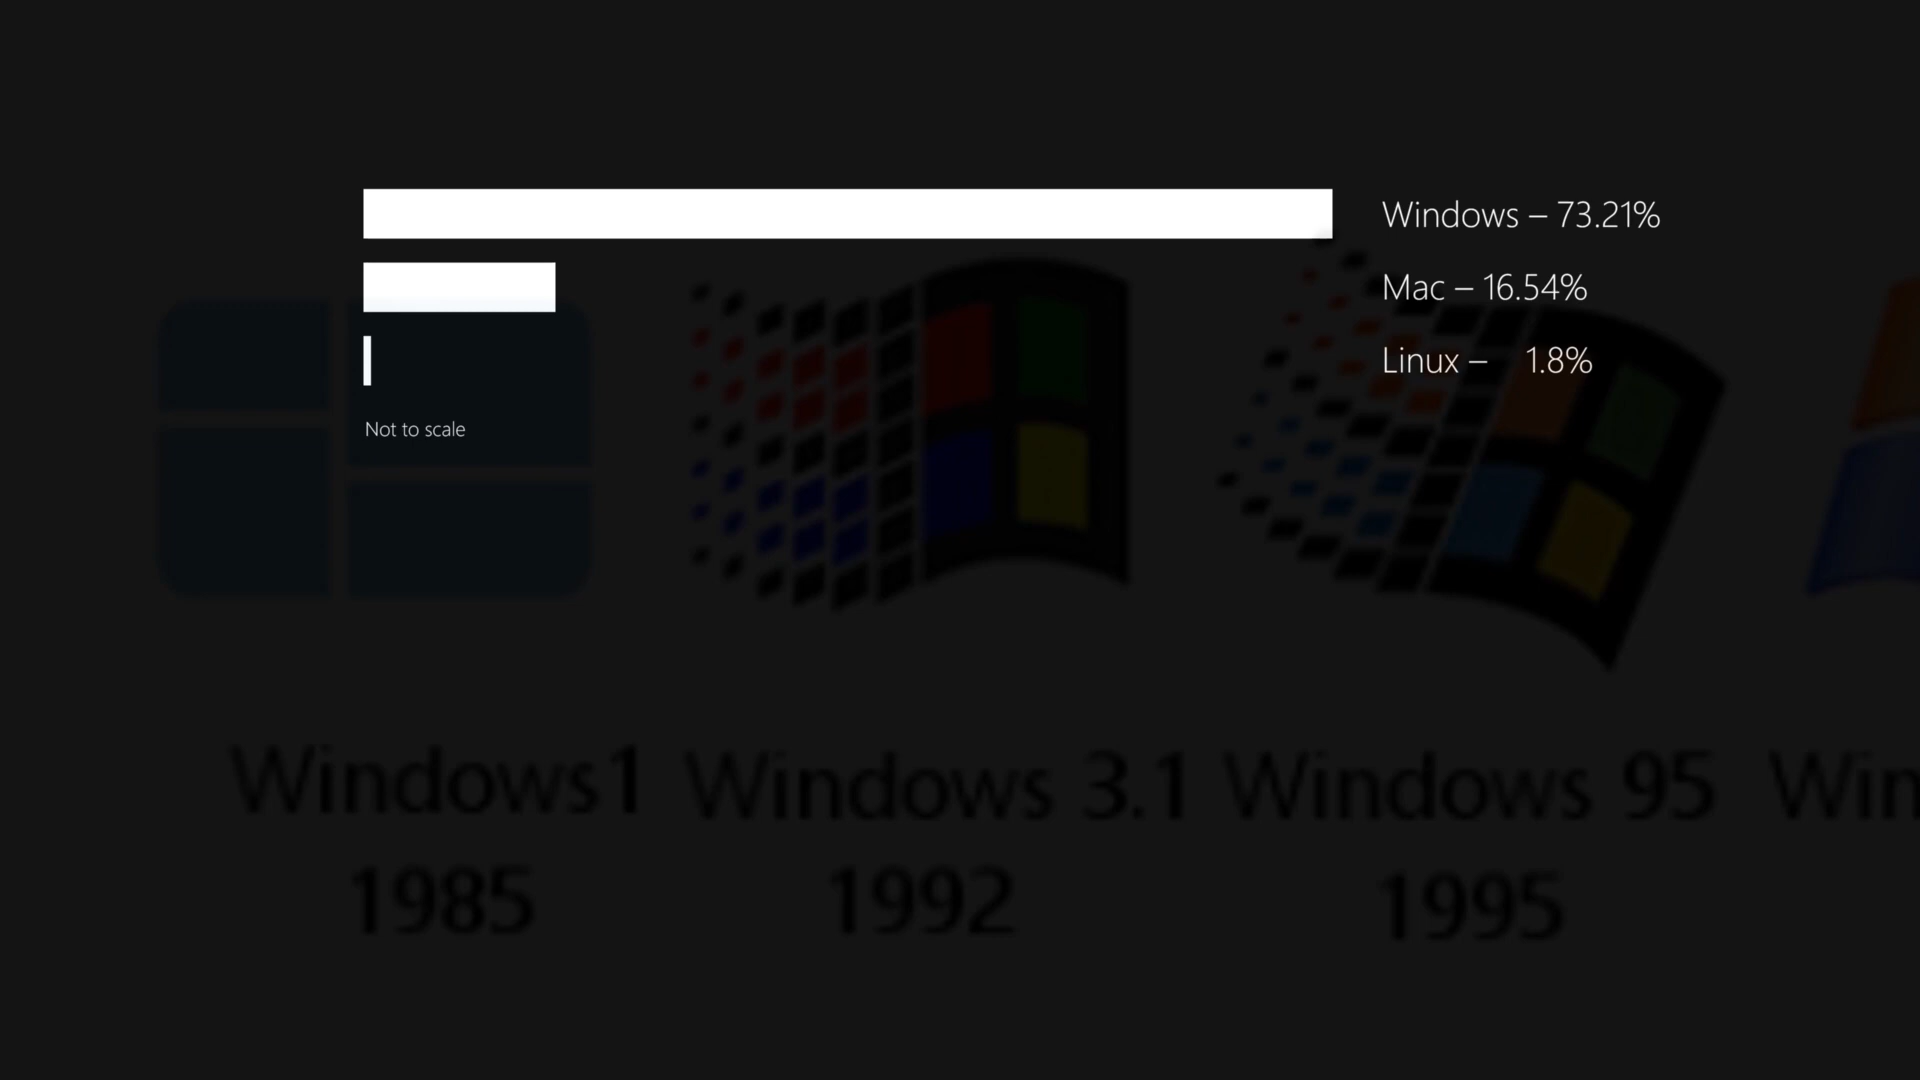 Windows – 73.21%
Mac – 16.54%
Linux – 1.8%
Not to scale
Windows1 Windows 3.1 Windows 95 Win
1985 1992 1995